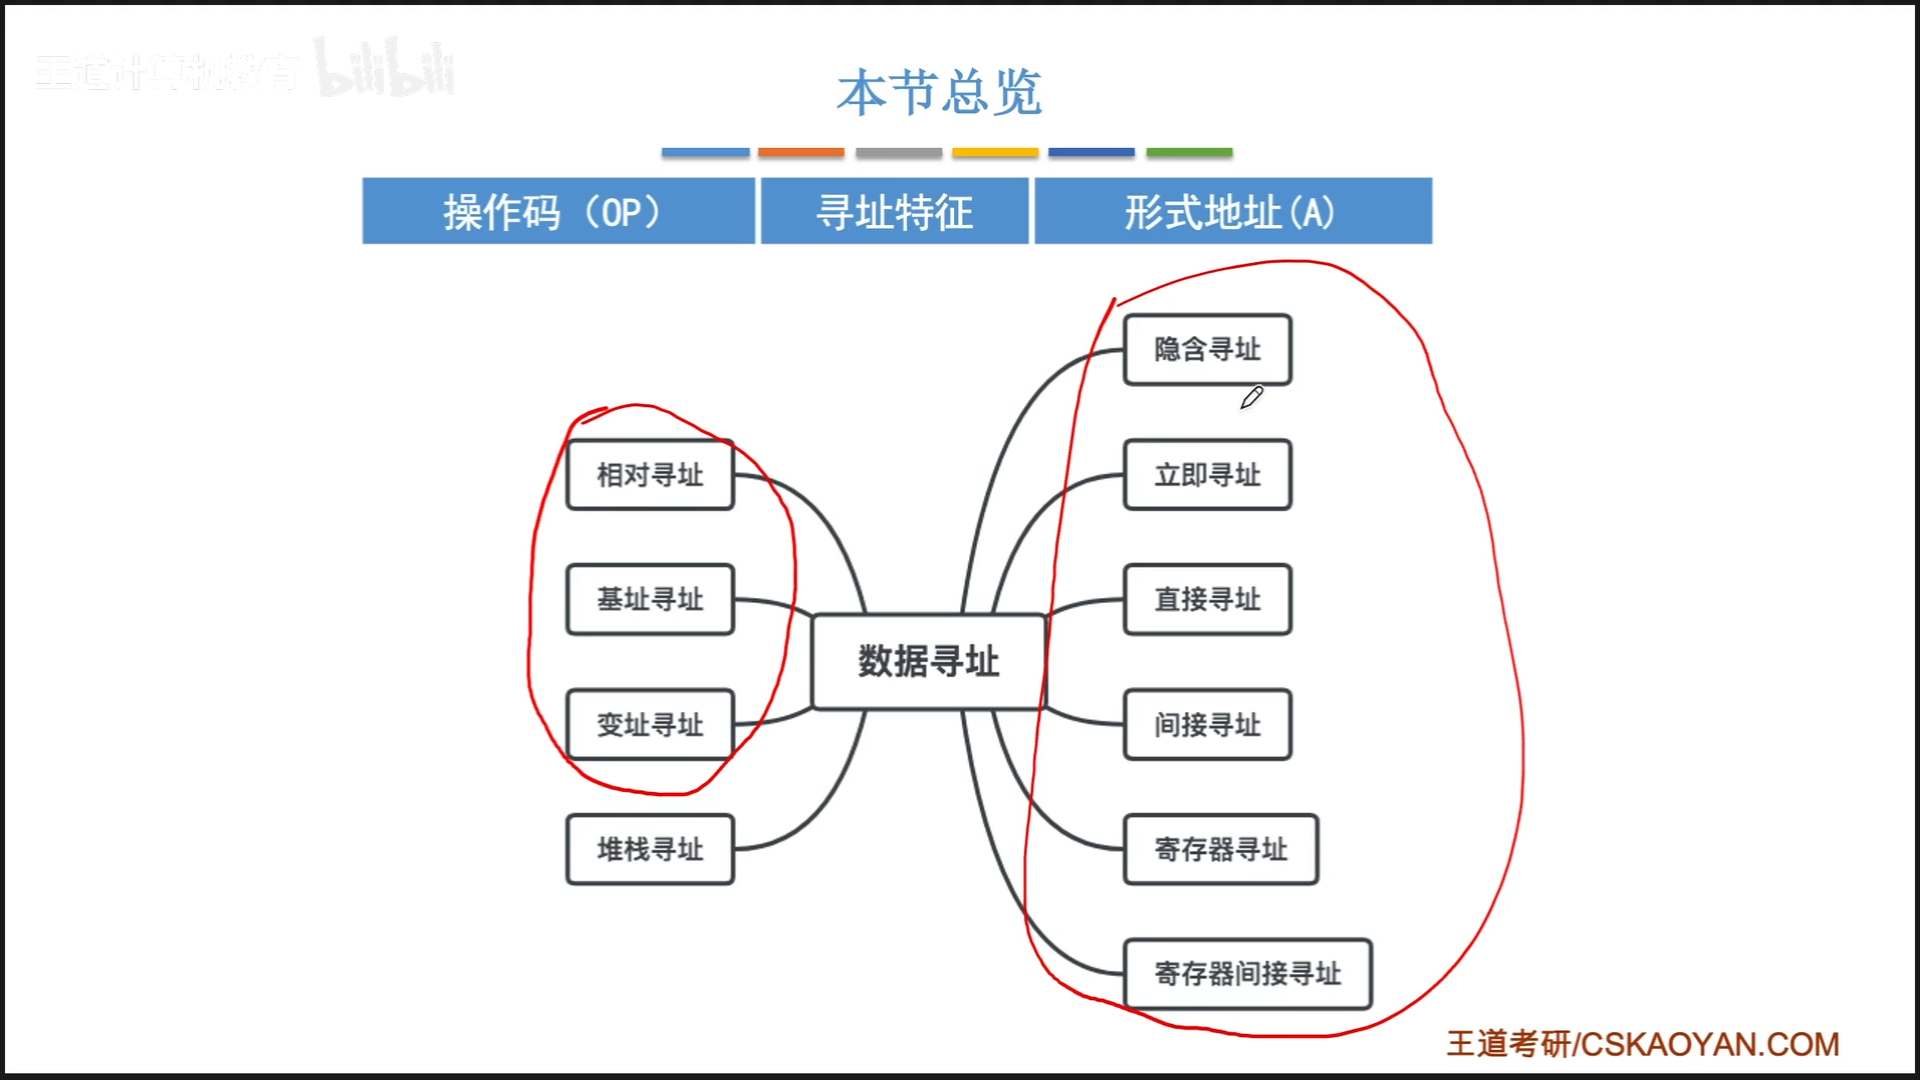 王道计算机教育 bilibili
本节总览
操作码（OP） 寻址特征 形式地址(A)
隐含寻址
相对寻址 立即寻址
基址寻址 直接寻址
数据寻址
变址寻址 间接寻址
堆栈寻址 寄存器寻址
寄存器间接寻址
王道考研/CSKAOYAN.COM